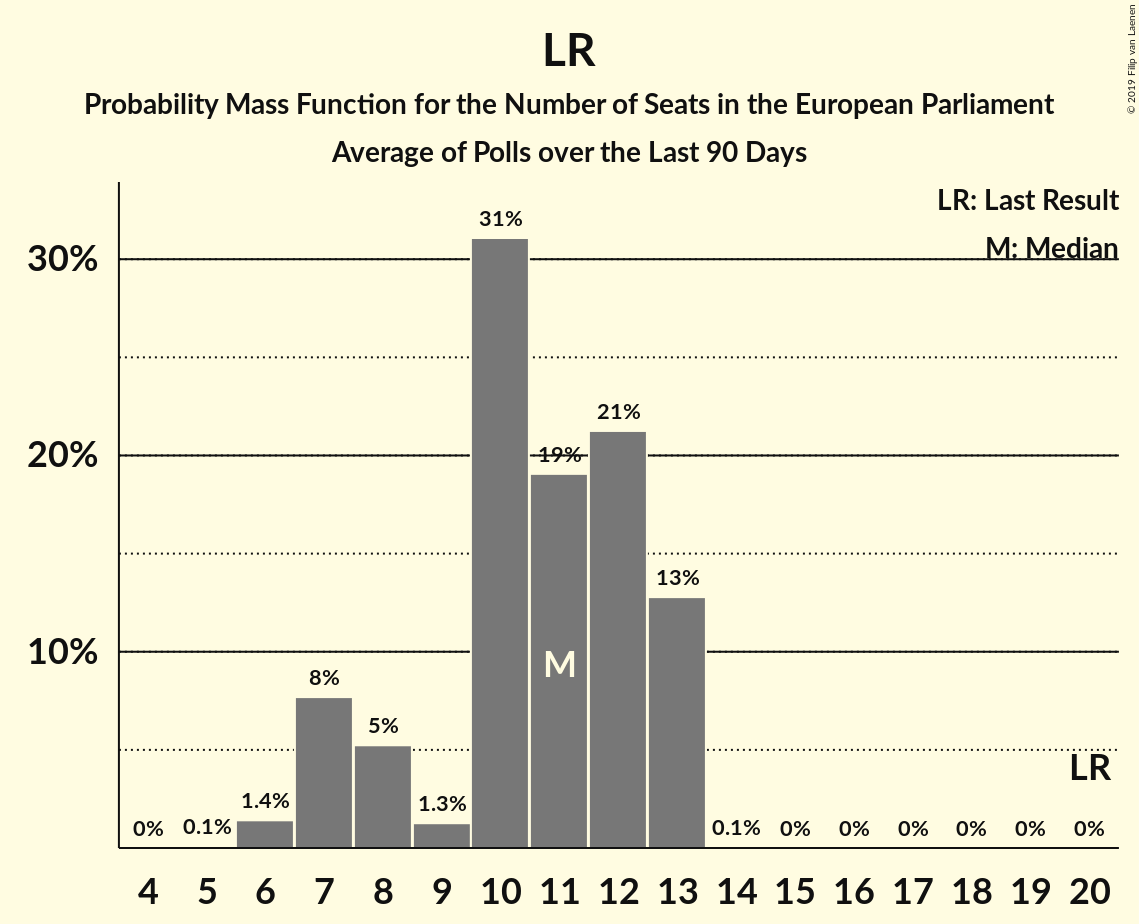 LR
Probability Mass Function for the Number of Seats in the European Parliament
Average of Polls over the Last 90 Days
© 2019 Filip van Laenen
LR: Last Result
M: Median
30%
20%
10%
0% 0.1% 1.4% 8% 5% 1.3% 31% 19% 21% 13% 0.1% 0% 0% 0% 0% 0% 0%
M
LR
4 5 6 7 8 9 10 11 12 13 14 15 16 17 18 19 20